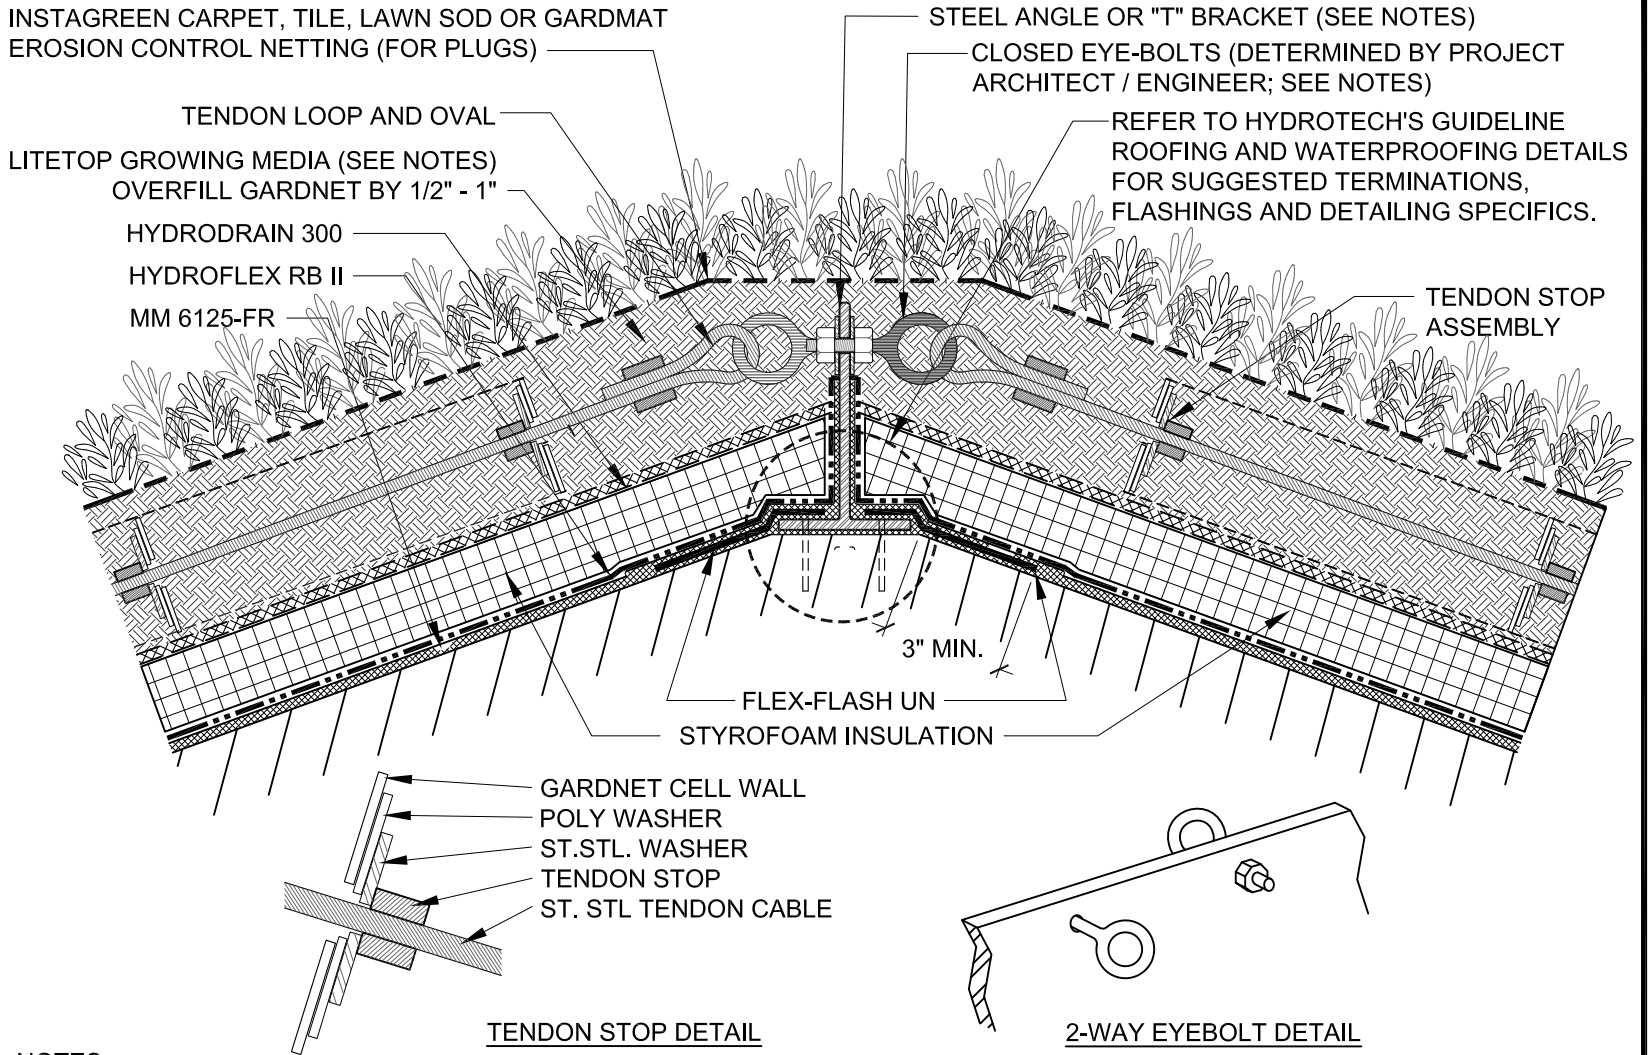 INSTAGREEN CARPET, TILE, LAWN SOD OR GARDMAT
EROSION CONTROL NETTING (FOR PLUGS)
TENDON LOOP AND OVAL
LITETOP GROWING MEDIA (SEE NOTES)
OVERFILL GARDNET BY 1/2" - 1"
HYDRODRAIN 300
HYDROFLEX RB II
MM 6125-FR
STEEL ANGLE OR "T" BRACKET (SEE NOTES)
CLOSED EYE-BOLTS (DETERMINED BY PROJECT
ARCHITECT / ENGINEER; SEE NOTES)
REFER TO HYDROTECH'S GUIDELINE
ROOFING AND WATERPROOFING DETAILS
FOR SUGGESTED TERMINATIONS,
FLASHINGS AND DETAILING SPECIFICS.
TENDON STOP
ASSEMBLY
3" MIN.
FLEX-FLASH UN
STYROFOAM INSULATION
GARDNET CELL WALL
POLY WASHER
ST.STL. WASHER
TENDON STOP
ST. STL TENDON CABLE
TENDON STOP DETAIL
2-WAY EYEBOLT DETAIL
NOTES